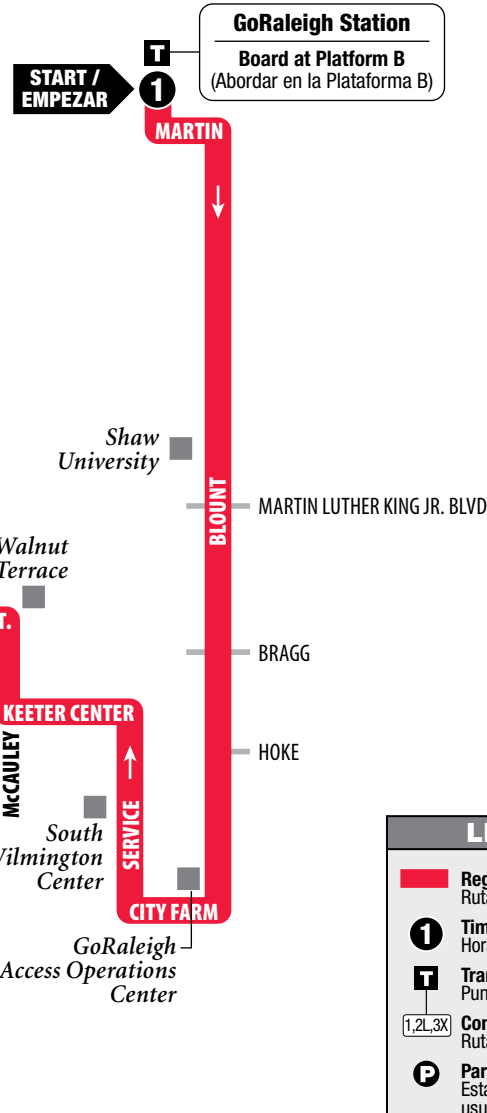 GoRaleigh Station
Board at Platform B
(Abordar en la Plataforma B)
T
START /
EMPEZAR
1
MARTIN
Shaw
University
BLOUNT
MARTIN LUTHER KING JR. BLVD
Walnut
Terrace
T.
BRAGG
KEETER CENTER
McCAULEY
HOKE
SERVICE
South
Wilmington
Center
CITY FARM
GoRaleigh
Access Operations
Center
1
T
1,2L,3X
P